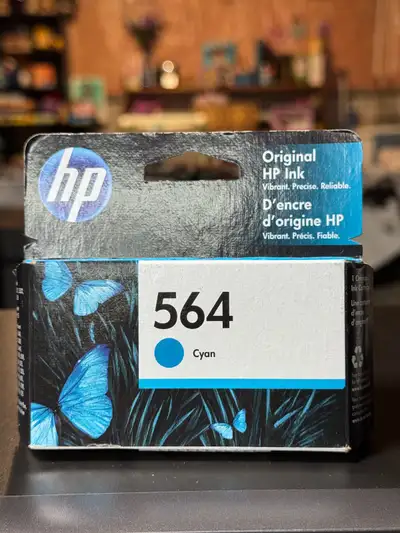 hp
Original
HP Ink
Vibrant. Precise. Reliable.
D'encre
d'origine HP
Vibrant. Précis. Fiable.
564
Cyan